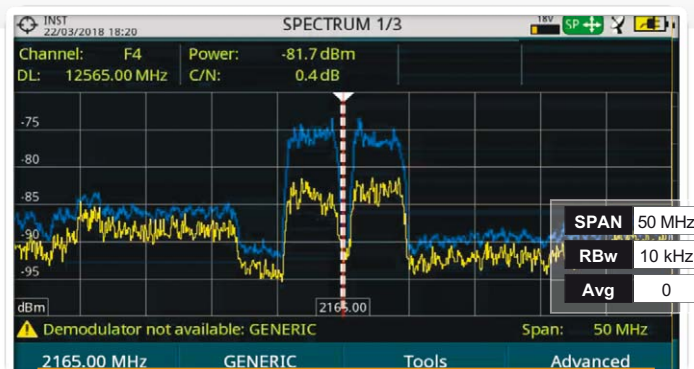 INST
22/03/2018 18:20
SPECTRUM 1/3
18V SP
Channel: F4 Power: -81.7 dBm
DL: 12565.00 MHz C/N: 0.4 dB
-75
-80
-85
-90
-95
SPAN 50 MHz
RBw 10 kHz
Avg 0
dBm 2165.00
Demodulator not available: GENERIC Span: 50 MHz
2165.00 MHz GENERIC Tools Advanced